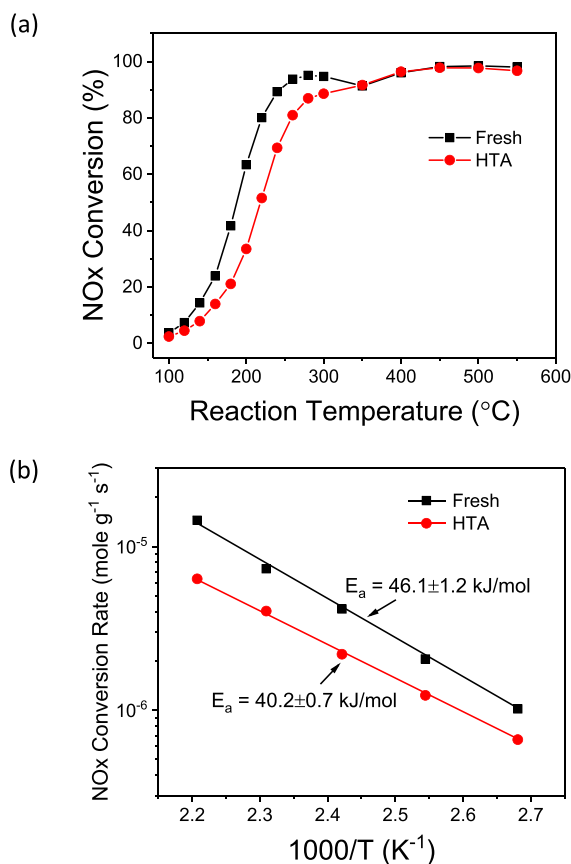 (a)
NOx Conversion (%)
100
80
60
40
20
0
Fresh
HTA
100 200 300 400 500 600
Reaction Temperature (°C)
(b)
NOx Conversion Rate (mole g⁻¹ s⁻¹)
10⁻⁵
10⁻⁶
Fresh
HTA
Eₐ = 46.1±1.2 kJ/mol
Eₐ = 40.2±0.7 kJ/mol
2.2 2.3 2.4 2.5 2.6 2.7
1000/T (K⁻¹)